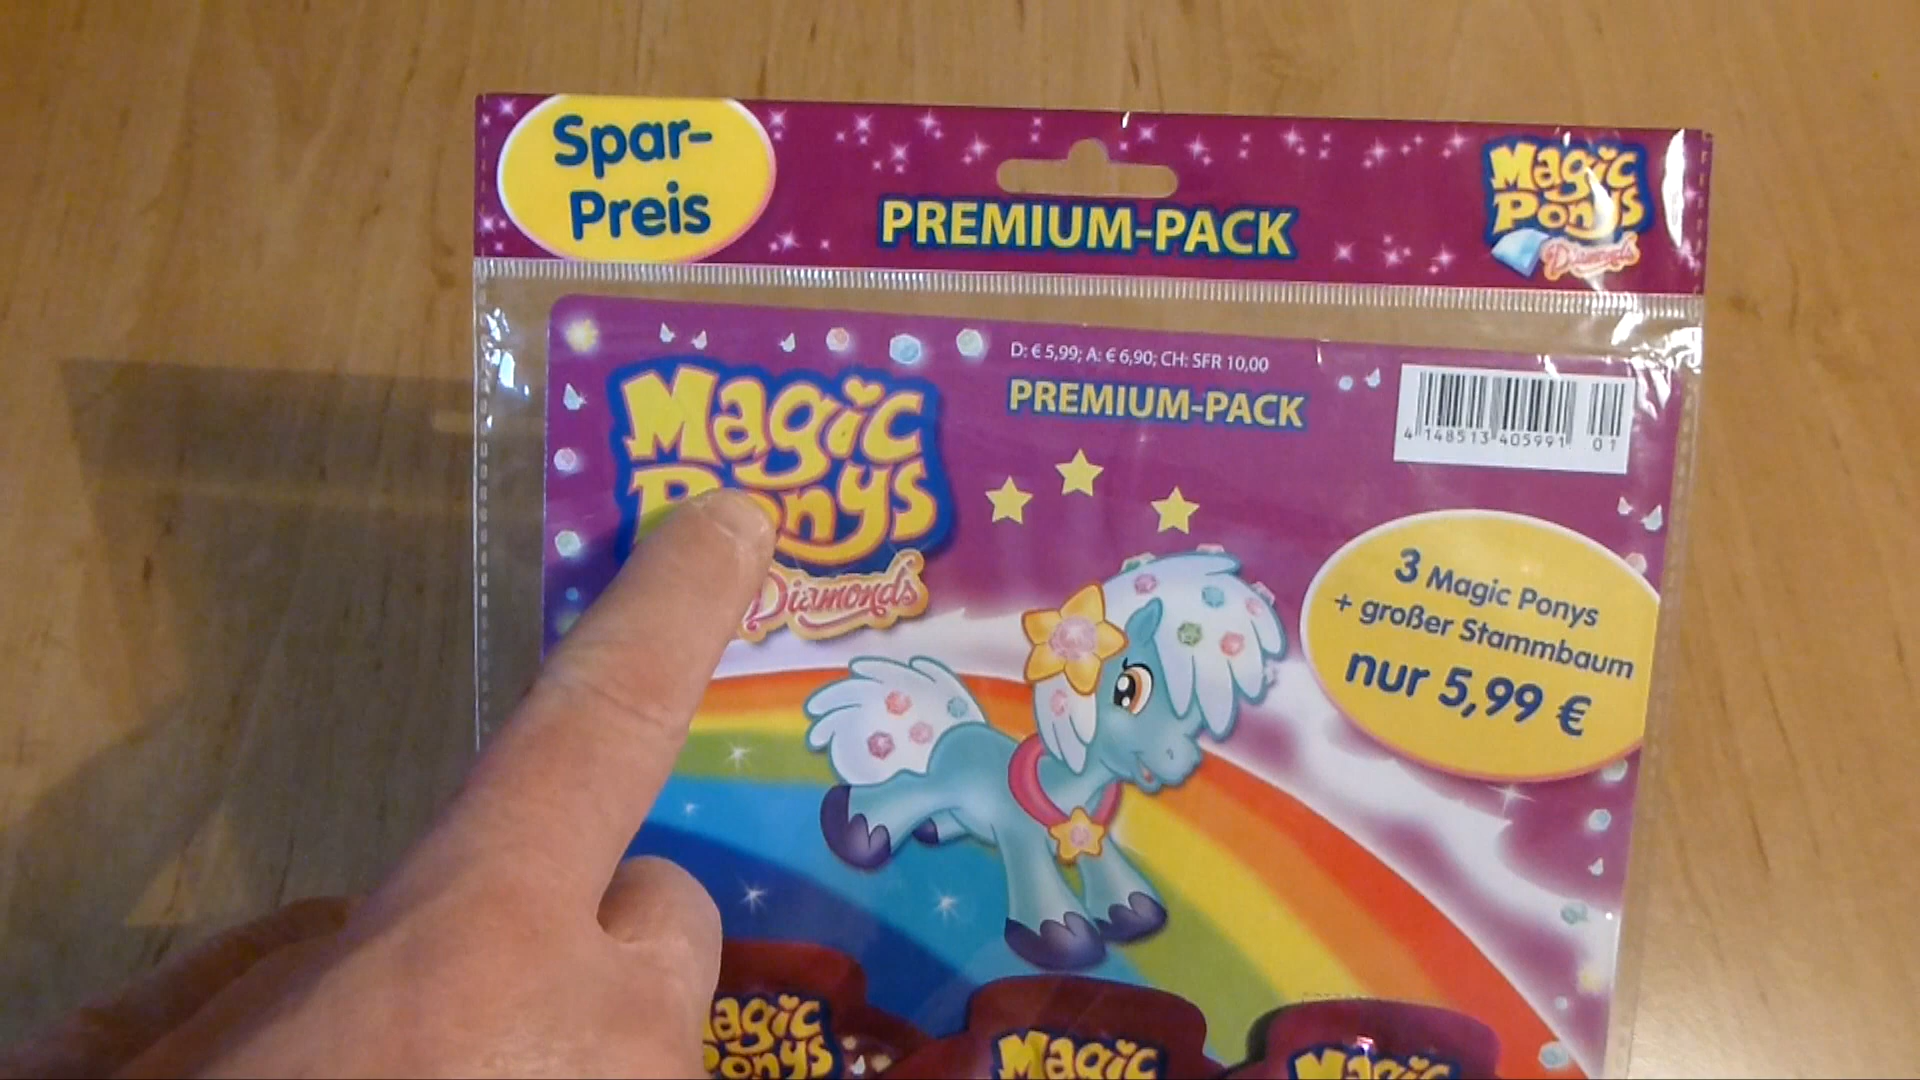 Spar-
Preis
PREMIUM-PACK
Magic
Ponys
Diamonds
D: € 5,99; A: € 6,90; CH: SFR 10,00
PREMIUM-PACK
4 148513 405991 01
Magic
Ponys
Diamonds
3 Magic Ponys
+ großer Stammbaum
nur 5,99 €
Magic
Ponys
Magic
Magic